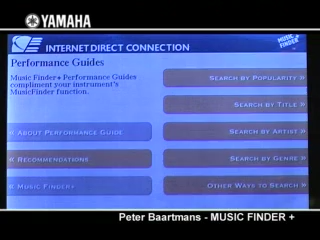 YAMAHA
INTERNET DIRECT CONNECTION
MUSIC FINDER
Performance Guides
Music Finder+ Performance Guides
compliment your instrument's
MusicFinder function.
Search by Popularity »
Search by Title »
« About Performance Guide
Search by Artist »
« Recommendations
Search by Genre »
« Music Finder+
Other Ways to Search »
Peter Baartmans - MUSIC FINDER +